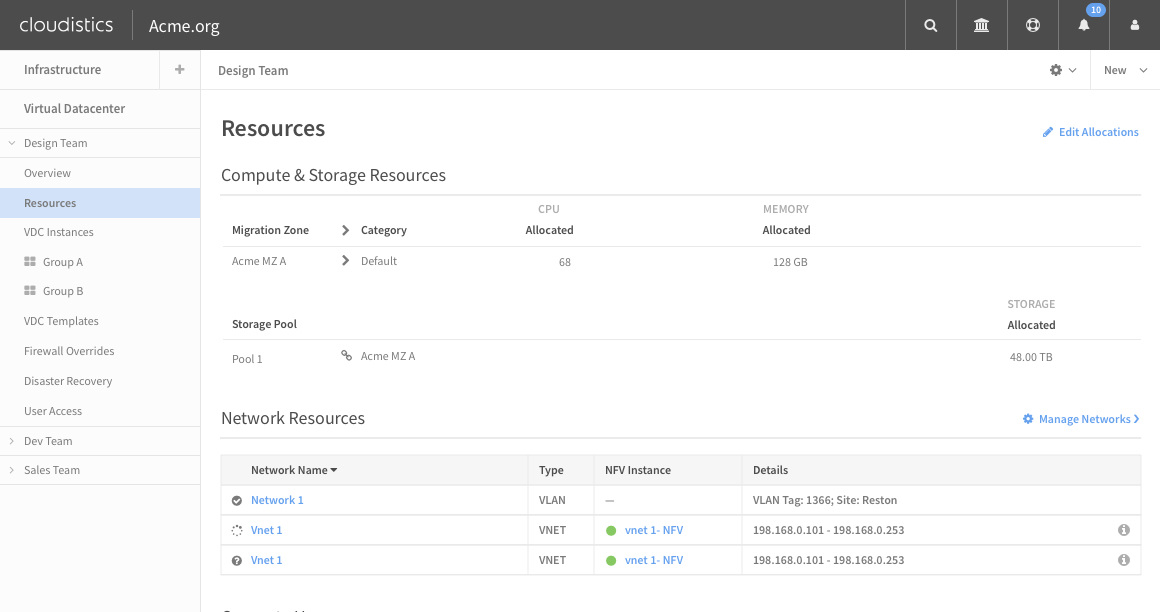 cloudistics
Acme.org
10
Infrastructure
+
Design Team
New
Virtual Datacenter
Design Team
Overview
Resources
VDC Instances
Group A
Group B
VDC Templates
Firewall Overrides
Disaster Recovery
User Access
Dev Team
Sales Team
Resources
Edit Allocations
Compute & Storage Resources
CPU MEMORY
Migration Zone Category Allocated Allocated
Acme MZ A Default 68 128 GB
STORAGE
Storage Pool Allocated
Pool 1 Acme MZ A 48.00 TB
Network Resources
Manage Networks
Network Name Type NFV Instance Details
Network 1 VLAN — VLAN Tag: 1366; Site: Reston
Vnet 1 VNET vnet 1- NFV 198.168.0.101 - 198.168.0.253
Vnet 1 VNET vnet 1- NFV 198.168.0.101 - 198.168.0.253